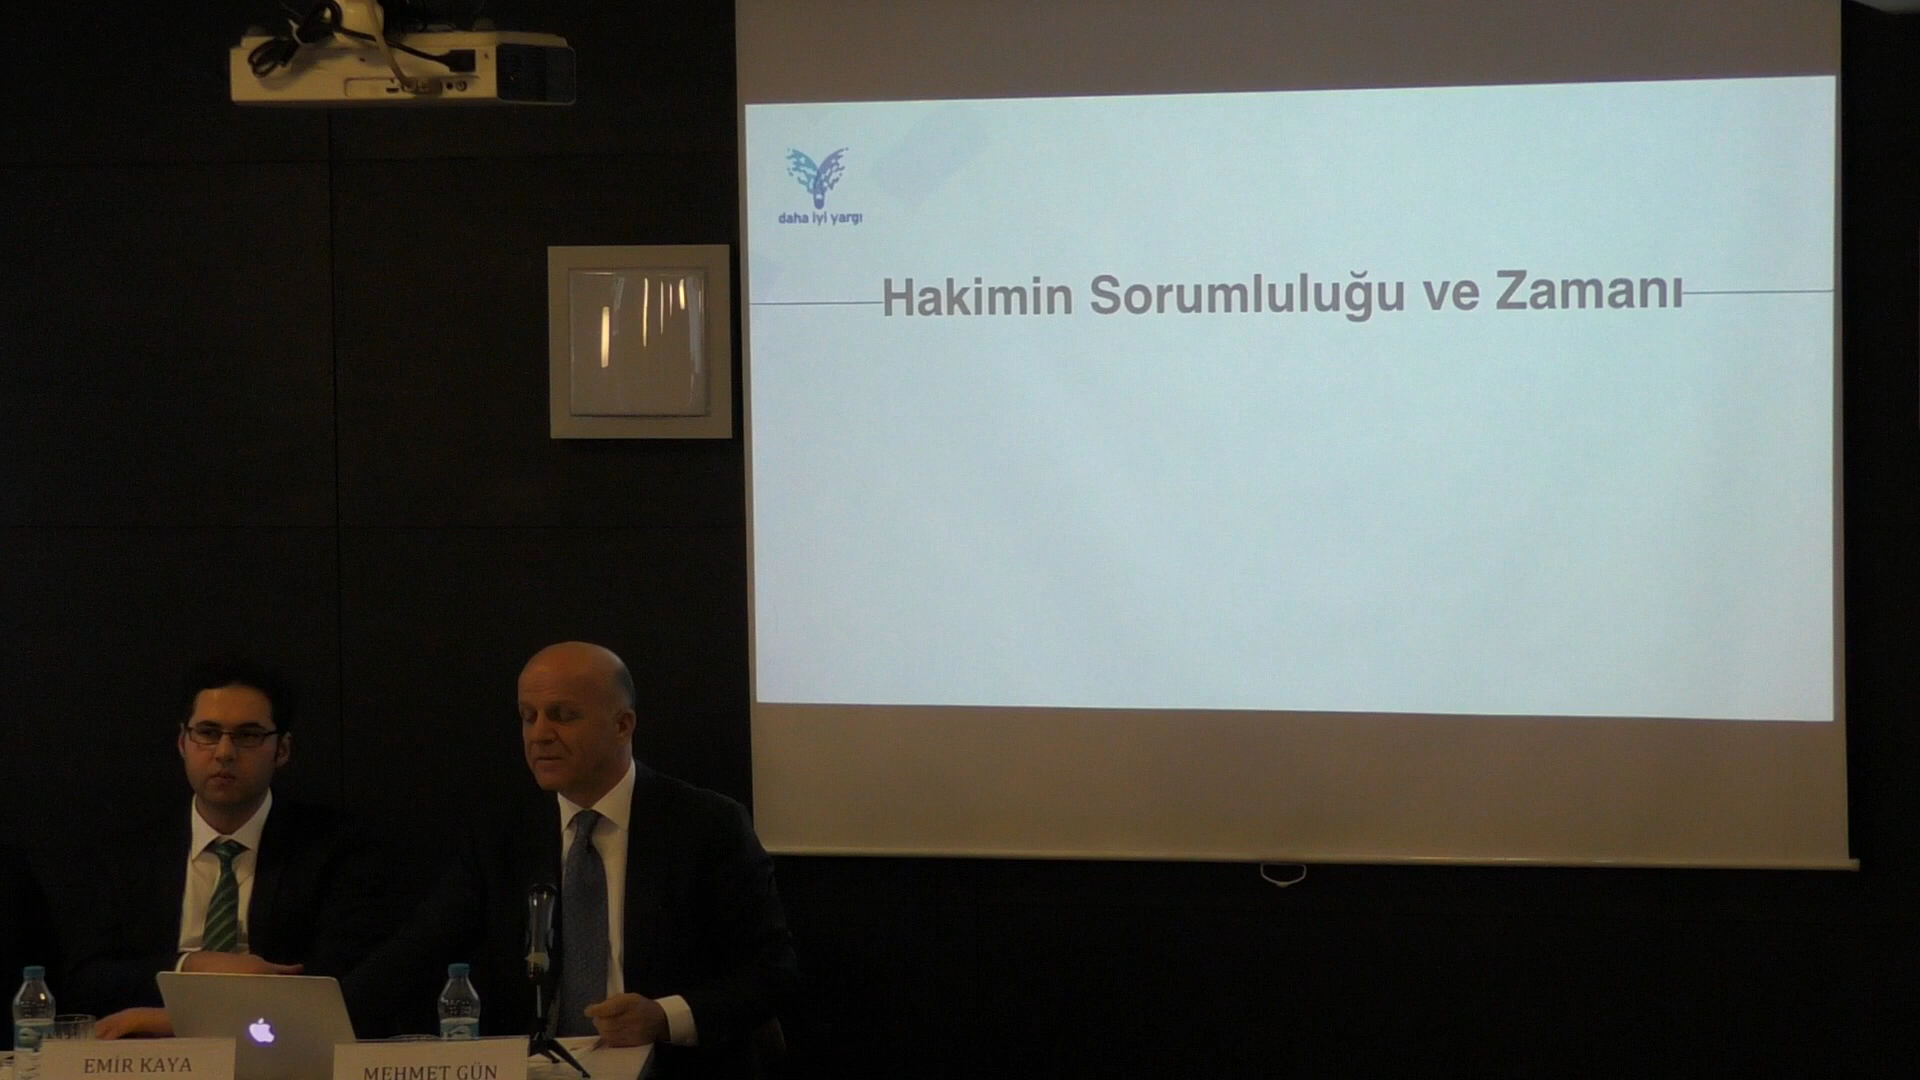 daha iyi yargı
Hakimin Sorumluluğu ve Zamanı
EMİR KAYA
MEHMET GÜN